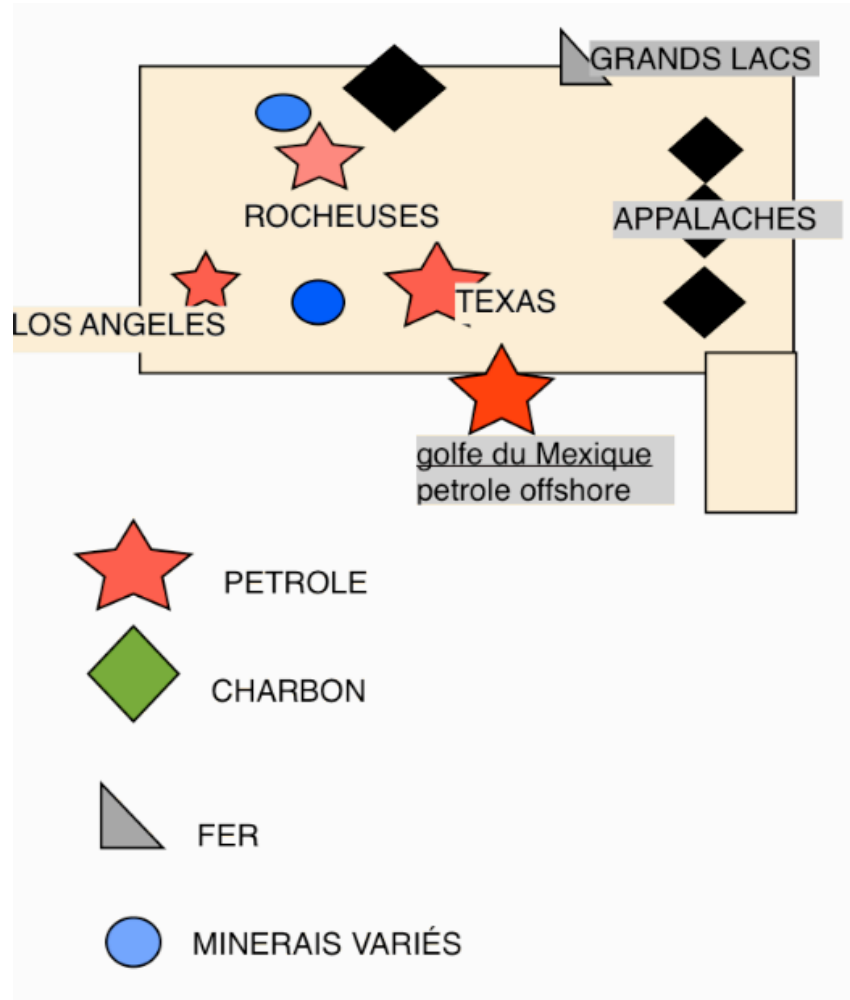 GRANDS LACS
ROCHEUSES
APPALACHES
LOS ANGELES
TEXAS
golfe du Mexique
petrole offshore
PETROLE
CHARBON
FER
MINERAIS VARIÉS